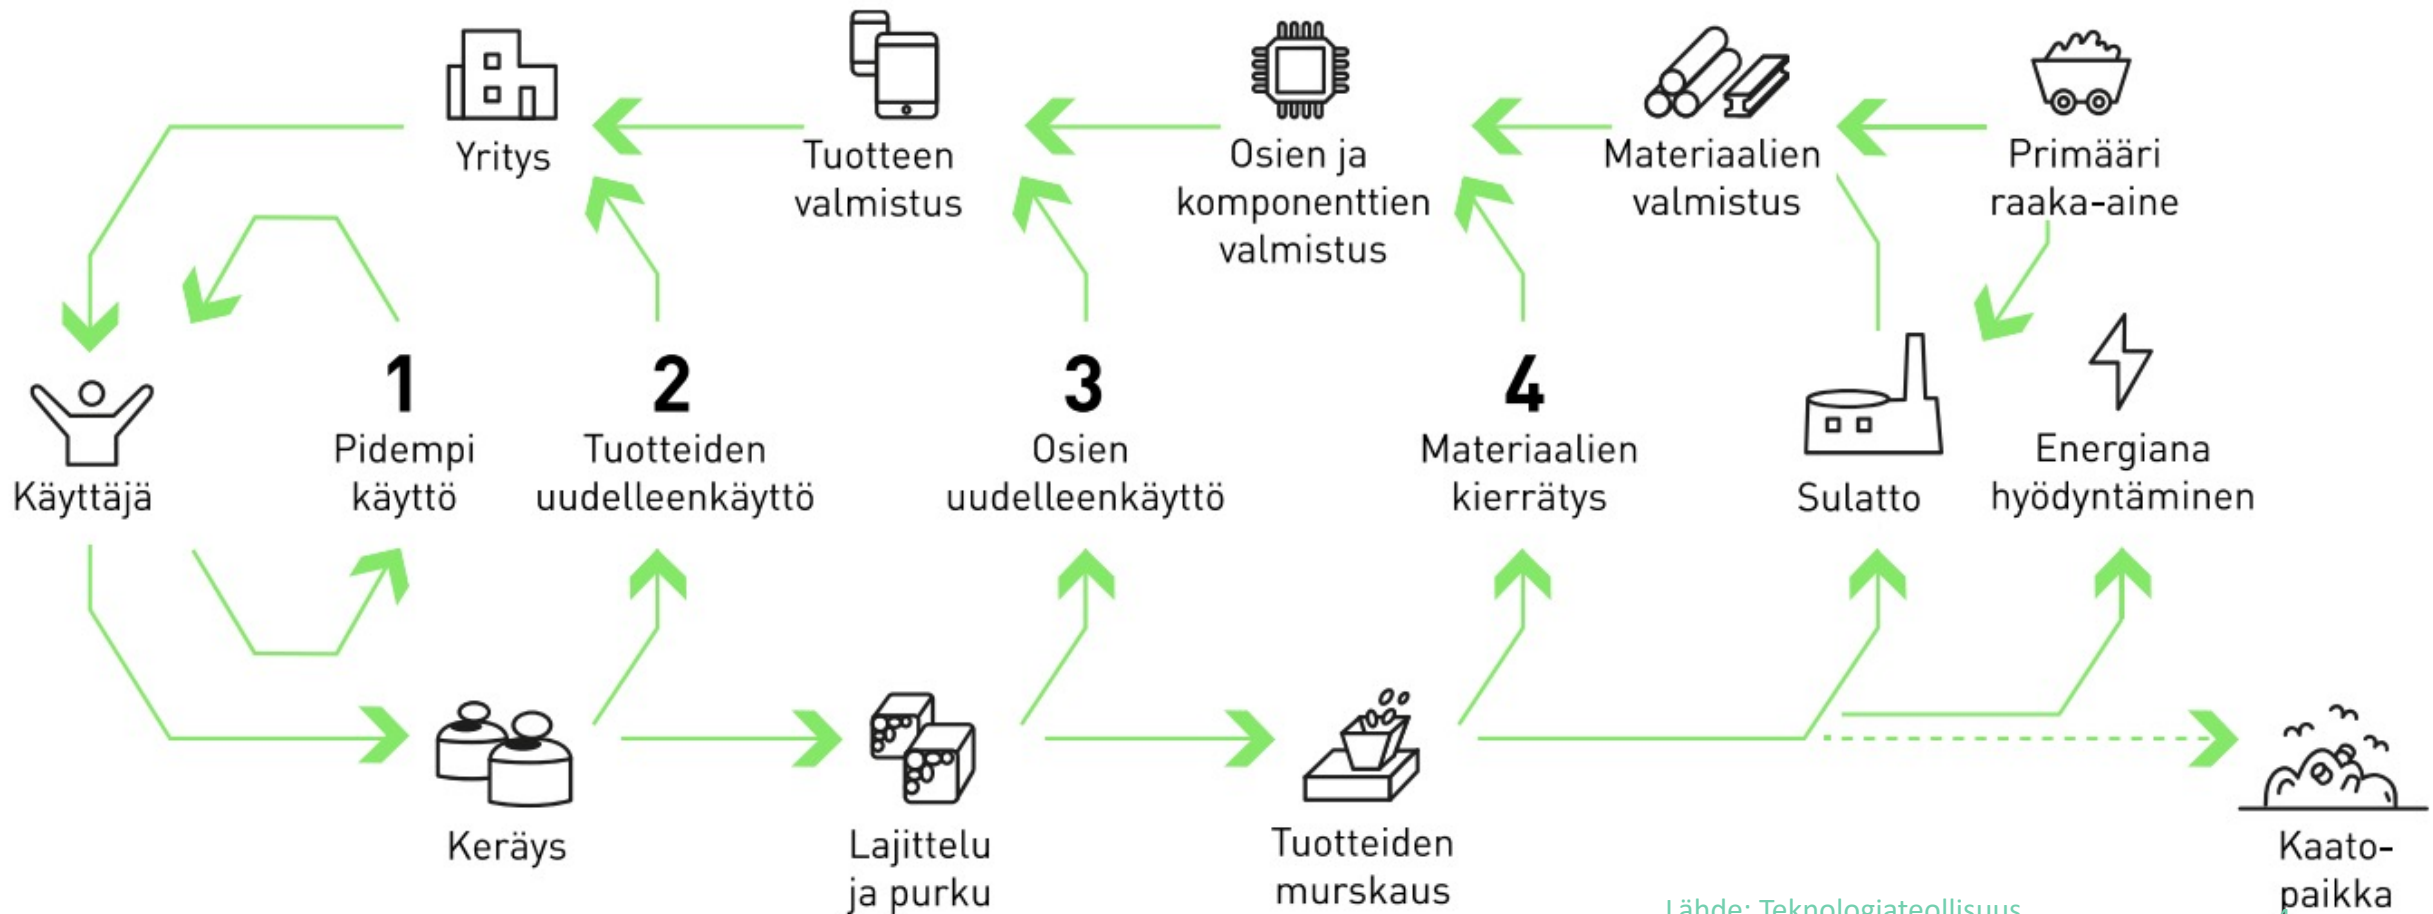 Yritys
Tuotteen
valmistus
Osien ja
komponenttien
valmistus
Materiaalien
valmistus
Primääri
raaka-aine
Käyttäjä
1
Pidempi
käyttö
2
Tuotteiden
uudelleenkäyttö
3
Osien
uudelleenkäyttö
4
Materiaalien
kierrätys
Sulatto
Energiana
hyödyntäminen
Keräys
Lajittelu
ja purku
Tuotteiden
murskaus
Kaato-
paikka
Lähde: Teknologiateollisuus